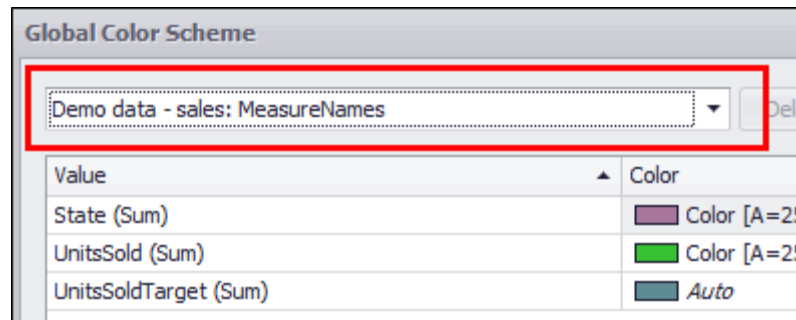 Global Color Scheme
Demo data - sales: MeasureNames
Del
Value Color
State (Sum) Color [A=25
UnitsSold (Sum) Color [A=25
UnitsSoldTarget (Sum) Auto